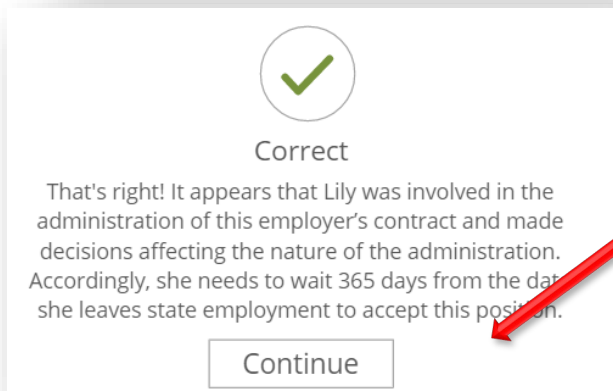 Correct
That's right! It appears that Lily was involved in the
administration of this employer's contract and made
decisions affecting the nature of the administration.
Accordingly, she needs to wait 365 days from the dat
she leaves state employment to accept this position.
Continue